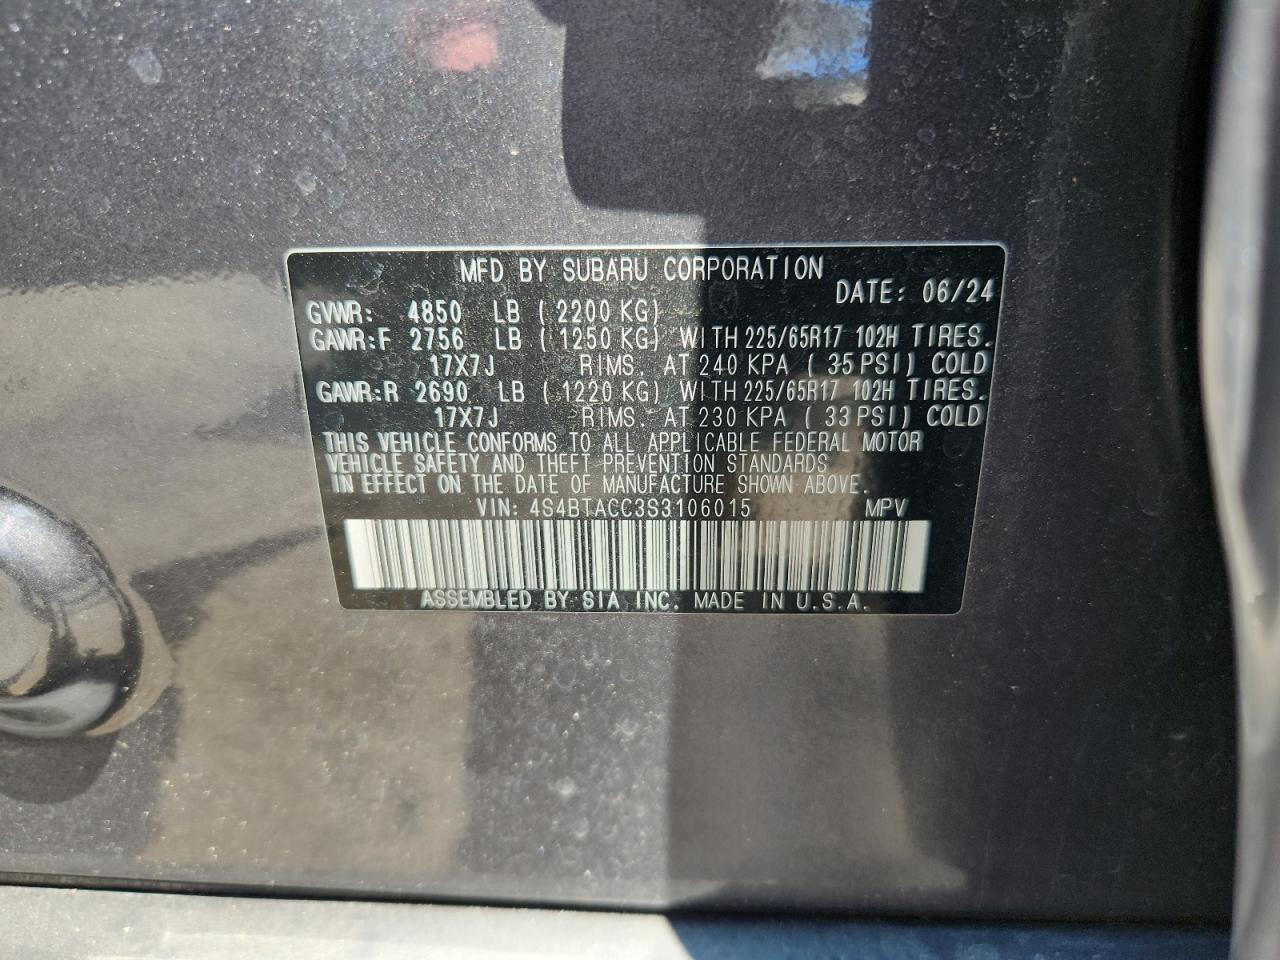 MFD BY SUBARU CORPORATION
DATE: 06/24
GVWR: 4850 LB ( 2200 KG)
GAWR:F 2756 LB ( 1250 KG) WITH 225/65R17 102H TIRES.
17X7J RIMS. AT 240 KPA ( 35 PSI) COLD
GAWR:R 2690 LB ( 1220 KG) WITH 225/65R17 102H TIRES.
17X7J RIMS. AT 230 KPA ( 33 PSI) COLD
THIS VEHICLE CONFORMS TO ALL APPLICABLE FEDERAL MOTOR
VEHICLE SAFETY AND THEFT PREVENTION STANDARDS
IN EFFECT ON THE DATE OF MANUFACTURE SHOWN ABOVE.
VIN: 4S4BTACC3S3106015 MPV
ASSEMBLED BY SIA INC. MADE IN U.S.A.